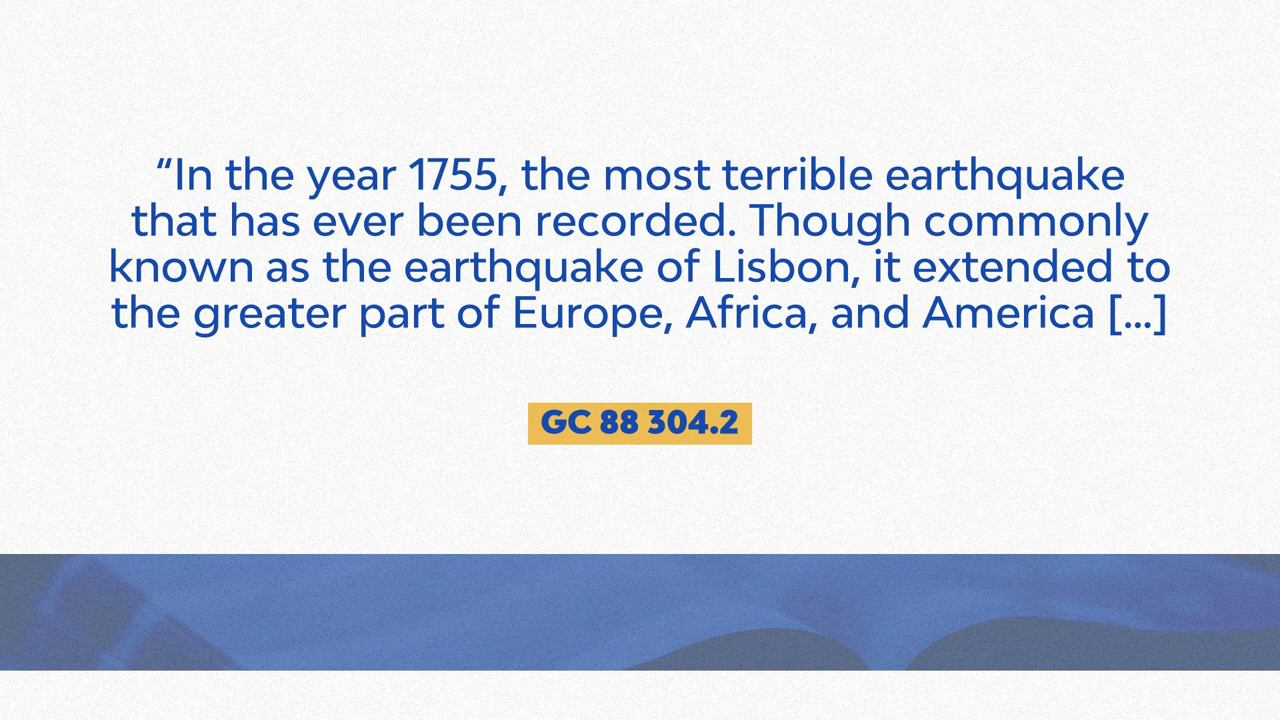 “In the year 1755, the most terrible earthquake
that has ever been recorded. Though commonly
known as the earthquake of Lisbon, it extended to
the greater part of Europe, Africa, and America [...]
GC 88 304.2